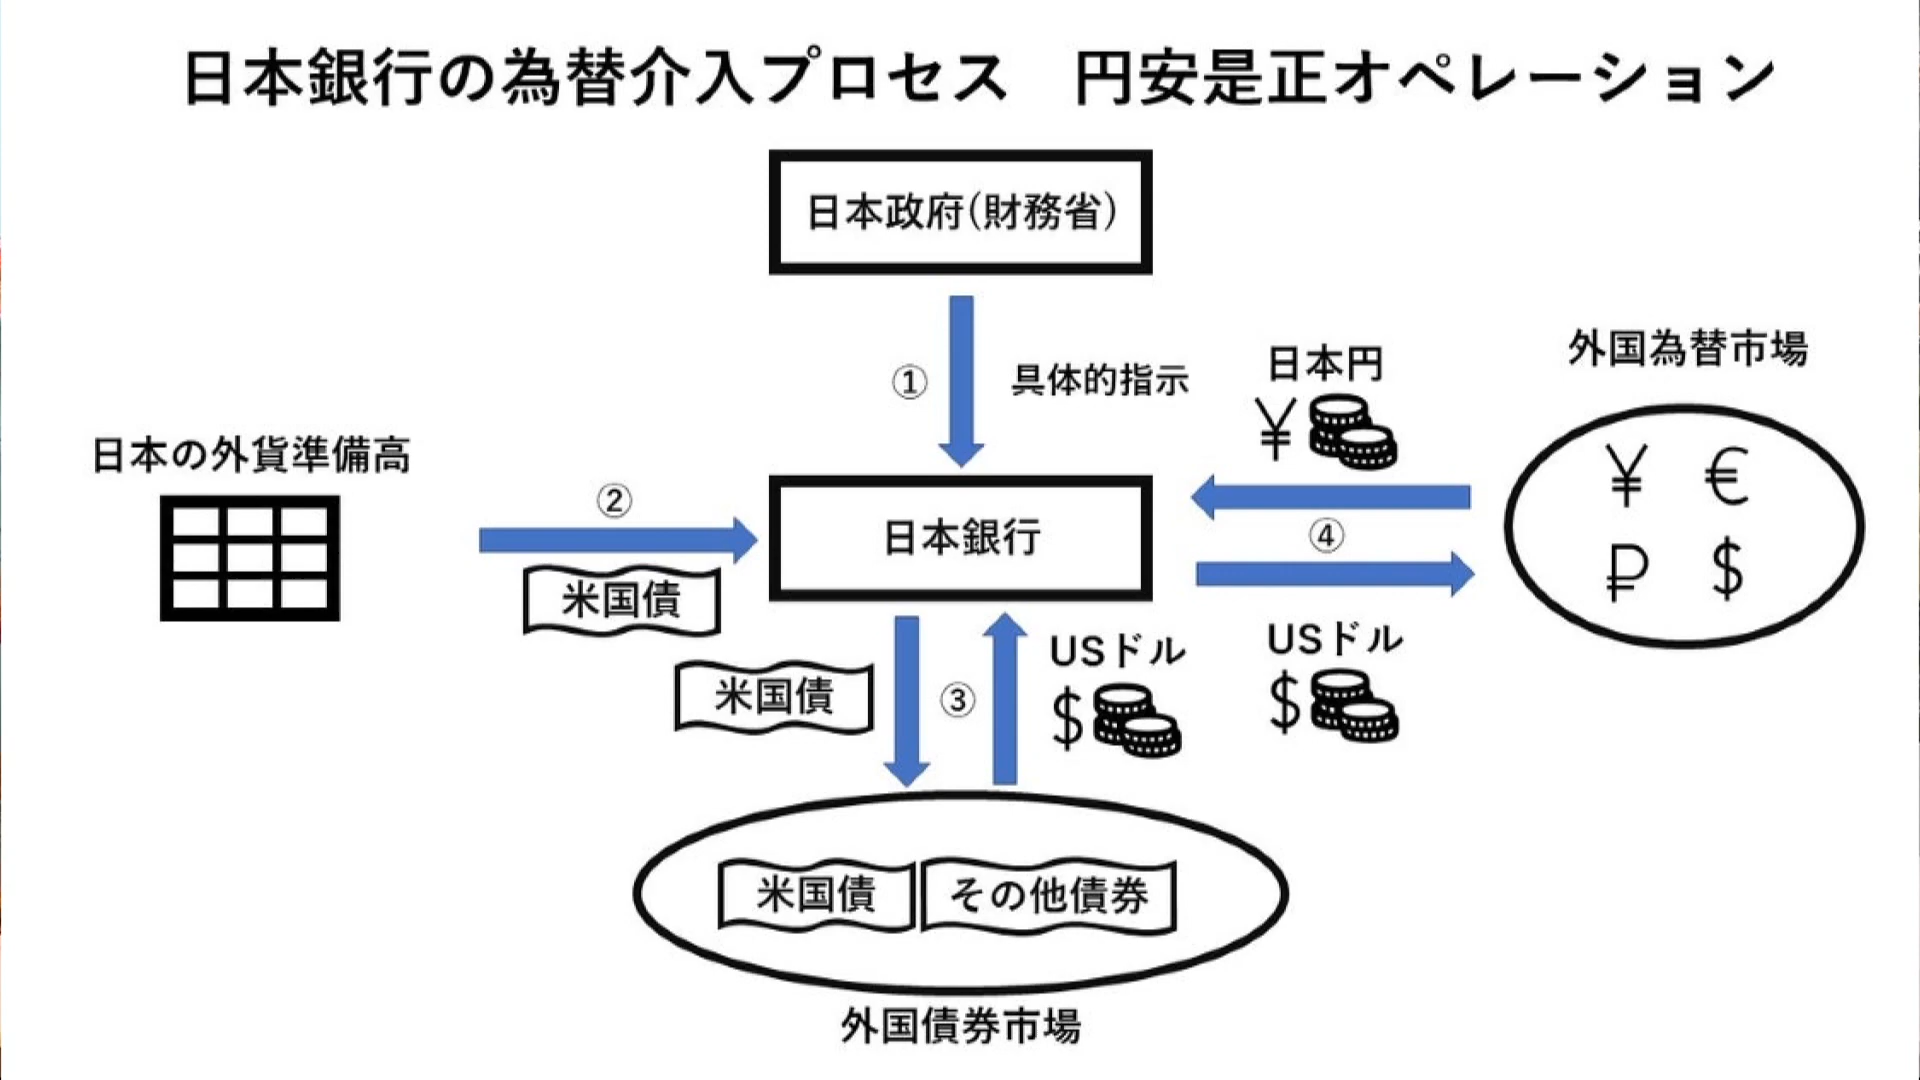 日本銀行の為替介入プロセス　円安是正オペレーション
日本政府(財務省)
①
具体的指示
日本円
¥
外国為替市場
¥ €
₽ $
日本の外貨準備高
②
米国債
日本銀行
④
米国債
③
USドル
$
USドル
$
米国債
その他債券
外国債券市場